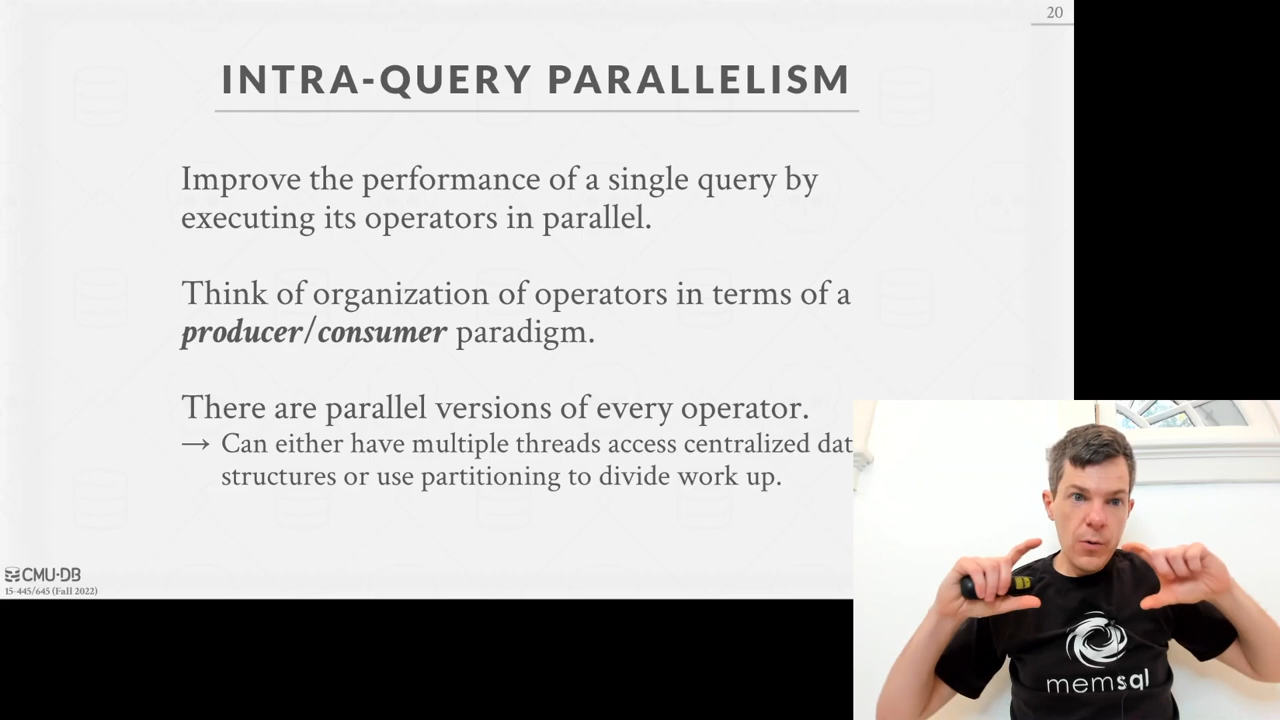 20
INTRA-QUERY PARALLELISM
Improve the performance of a single query by
executing its operators in parallel.
Think of organization of operators in terms of a
producer/consumer paradigm.
There are parallel versions of every operator.
→ Can either have multiple threads access centralized dat
structures or use partitioning to divide work up.
CMU·DB
15-445/645 (Fall 2022)
memsql